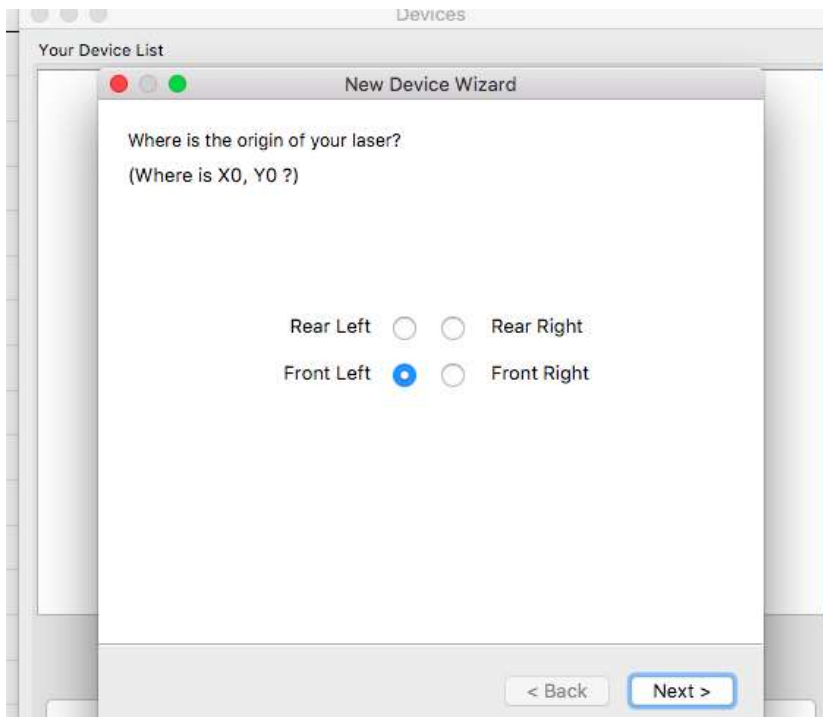 Devices
Your Device List
New Device Wizard
Where is the origin of your laser?
(Where is X0, Y0 ?)
Rear Left Rear Right
Front Left Front Right
< Back Next >